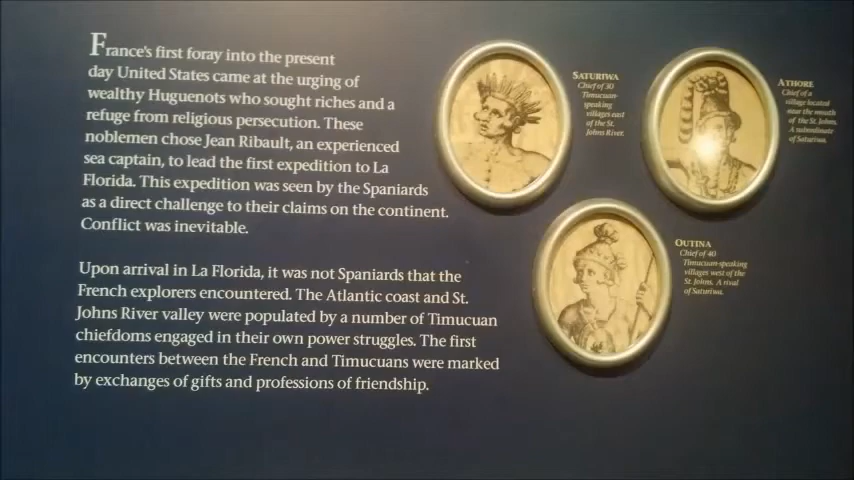 France's first foray into the present
day United States came at the urging of
wealthy Huguenots who sought riches and a
refuge from religious persecution. These
noblemen chose Jean Ribault, an experienced
sea captain, to lead the first expedition to La
Florida. This expedition was seen by the Spaniards
as a direct challenge to their claims on the continent.
Conflict was inevitable.
Upon arrival in La Florida, it was not Spaniards that the
French explorers encountered. The Atlantic coast and St.
Johns River valley were populated by a number of Timucuan
chiefdoms engaged in their own power struggles. The first
encounters between the French and Timucuans were marked
by exchanges of gifts and professions of friendship.
SATURIWA
Chief of 30
Timucuan-
speaking
villages east
of the St.
Johns River.
ATHORE
Chief of a
village located
near the mouth
of the St. Johns.
A subordinate
of Saturiwa.
OUTINA
Chief of 40
Timucuan-speaking
villages west of the
St. Johns. A rival
of Saturiwa.